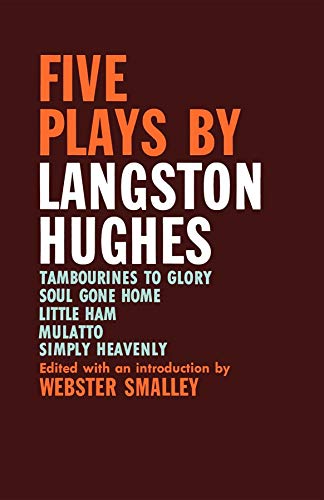 FIVE
PLAYS BY
LANGSTON
HUGHES
TAMBOURINES TO GLORY
SOUL GONE HOME
LITTLE HAM
MULATTO
SIMPLY HEAVENLY
Edited with an introduction by
WEBSTER SMALLEY